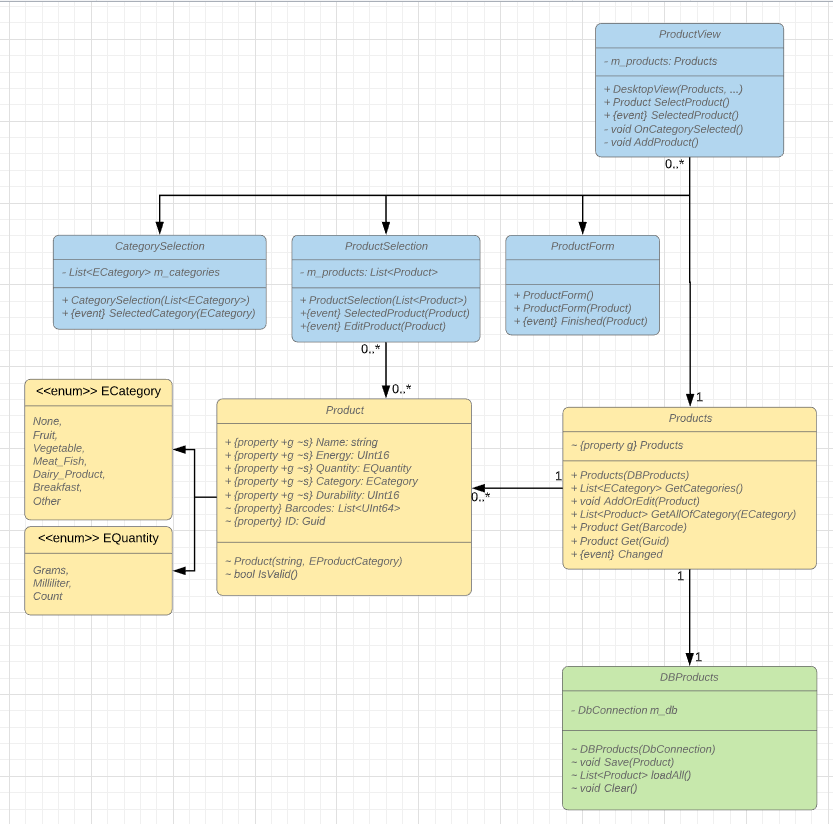 ProductView
- m_products: Products
+ DesktopView(Products, ...)
+ Product SelectProduct()
+ {event} SelectedProduct()
- void OnCategorySelected()
- void AddProduct()
0..*
CategorySelection
- List<ECategory> m_categories
+ CategorySelection(List<ECategory>)
+ {event} SelectedCategory(ECategory)
ProductSelection
- m_products: List<Product>
+ ProductSelection(List<Product>)
+{event} SelectedProduct(Product)
+{event} EditProduct(Product)
ProductForm
+ ProductForm()
+ ProductForm(Product)
+ {event} Finished(Product)
0..*
0..*
1
<<enum>> ECategory
None,
Fruit,
Vegetable,
Meat_Fish,
Dairy_Product,
Breakfast,
Other
<<enum>> EQuantity
Grams,
Milliliter,
Count
Product
+ {property +g ~s} Name: string
+ {property +g ~s} Energy: UInt16
+ {property +g ~s} Quantity: EQuantity
+ {property +g ~s} Category: ECategory
+ {property +g ~s} Durability: UInt16
~ {property} Barcodes: List<UInt64>
~ {property} ID: Guid
~ Product(string, EProductCategory)
~ bool IsValid()
1
0..*
Products
~ {property g} Products
+ Products(DBProducts)
+ List<ECategory> GetCategories()
+ void AddOrEdit(Product)
+ List<Product> GetAllOfCategory(ECategory)
+ Product Get(Barcode)
+ Product Get(Guid)
+ {event} Changed
1
1
DBProducts
- DbConnection m_db
~ DBProducts(DbConnection)
~ void Save(Product)
~ List<Product> loadAll()
~ void Clear()